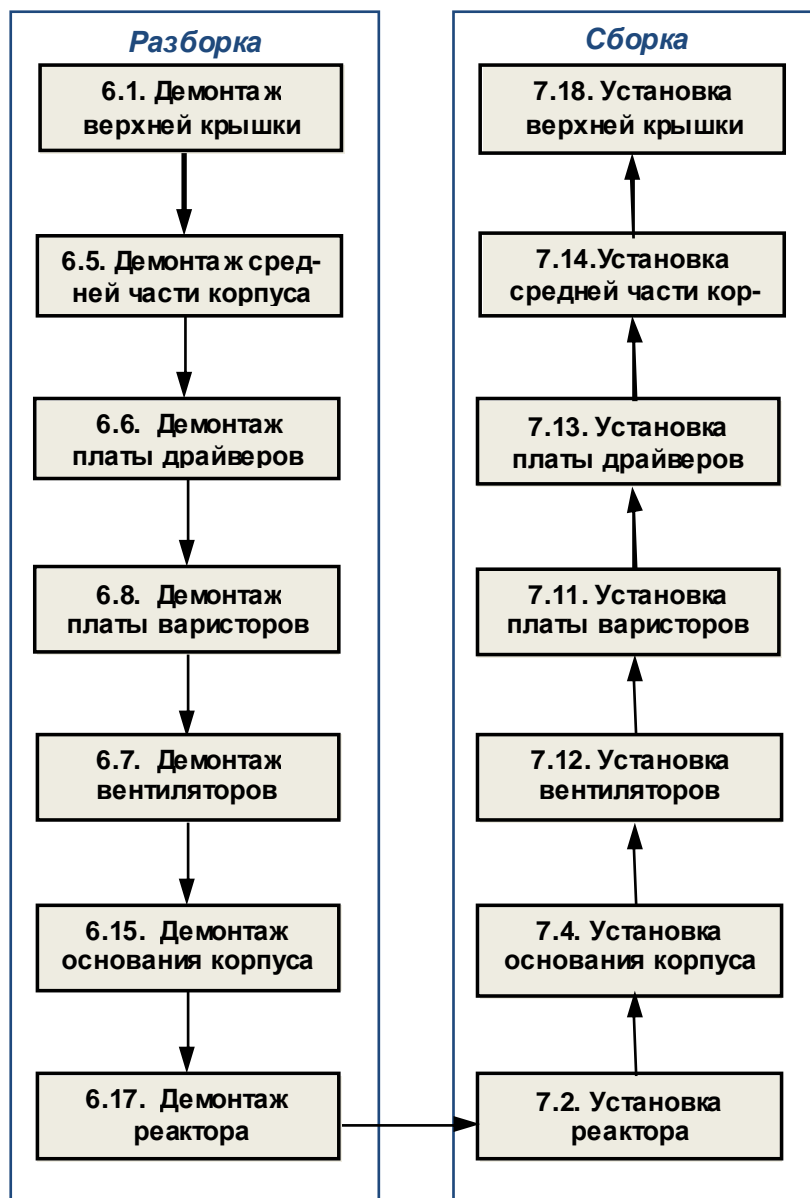 Разборка
6.1. Демонтаж
верхней крышки
6.5. Демонтаж сред-
ней части корпуса
6.6. Демонтаж
платы драйверов
6.8. Демонтаж
платы варисторов
6.7. Демонтаж
вентиляторов
6.15. Демонтаж
основания корпуса
6.17. Демонтаж
реактора
Сборка
7.18. Установка
верхней крышки
7.14.Установка
средней части кор-
7.13. Установка
платы драйверов
7.11. Установка
платы варисторов
7.12. Установка
вентиляторов
7.4. Установка
основания корпуса
7.2. Установка
реактора